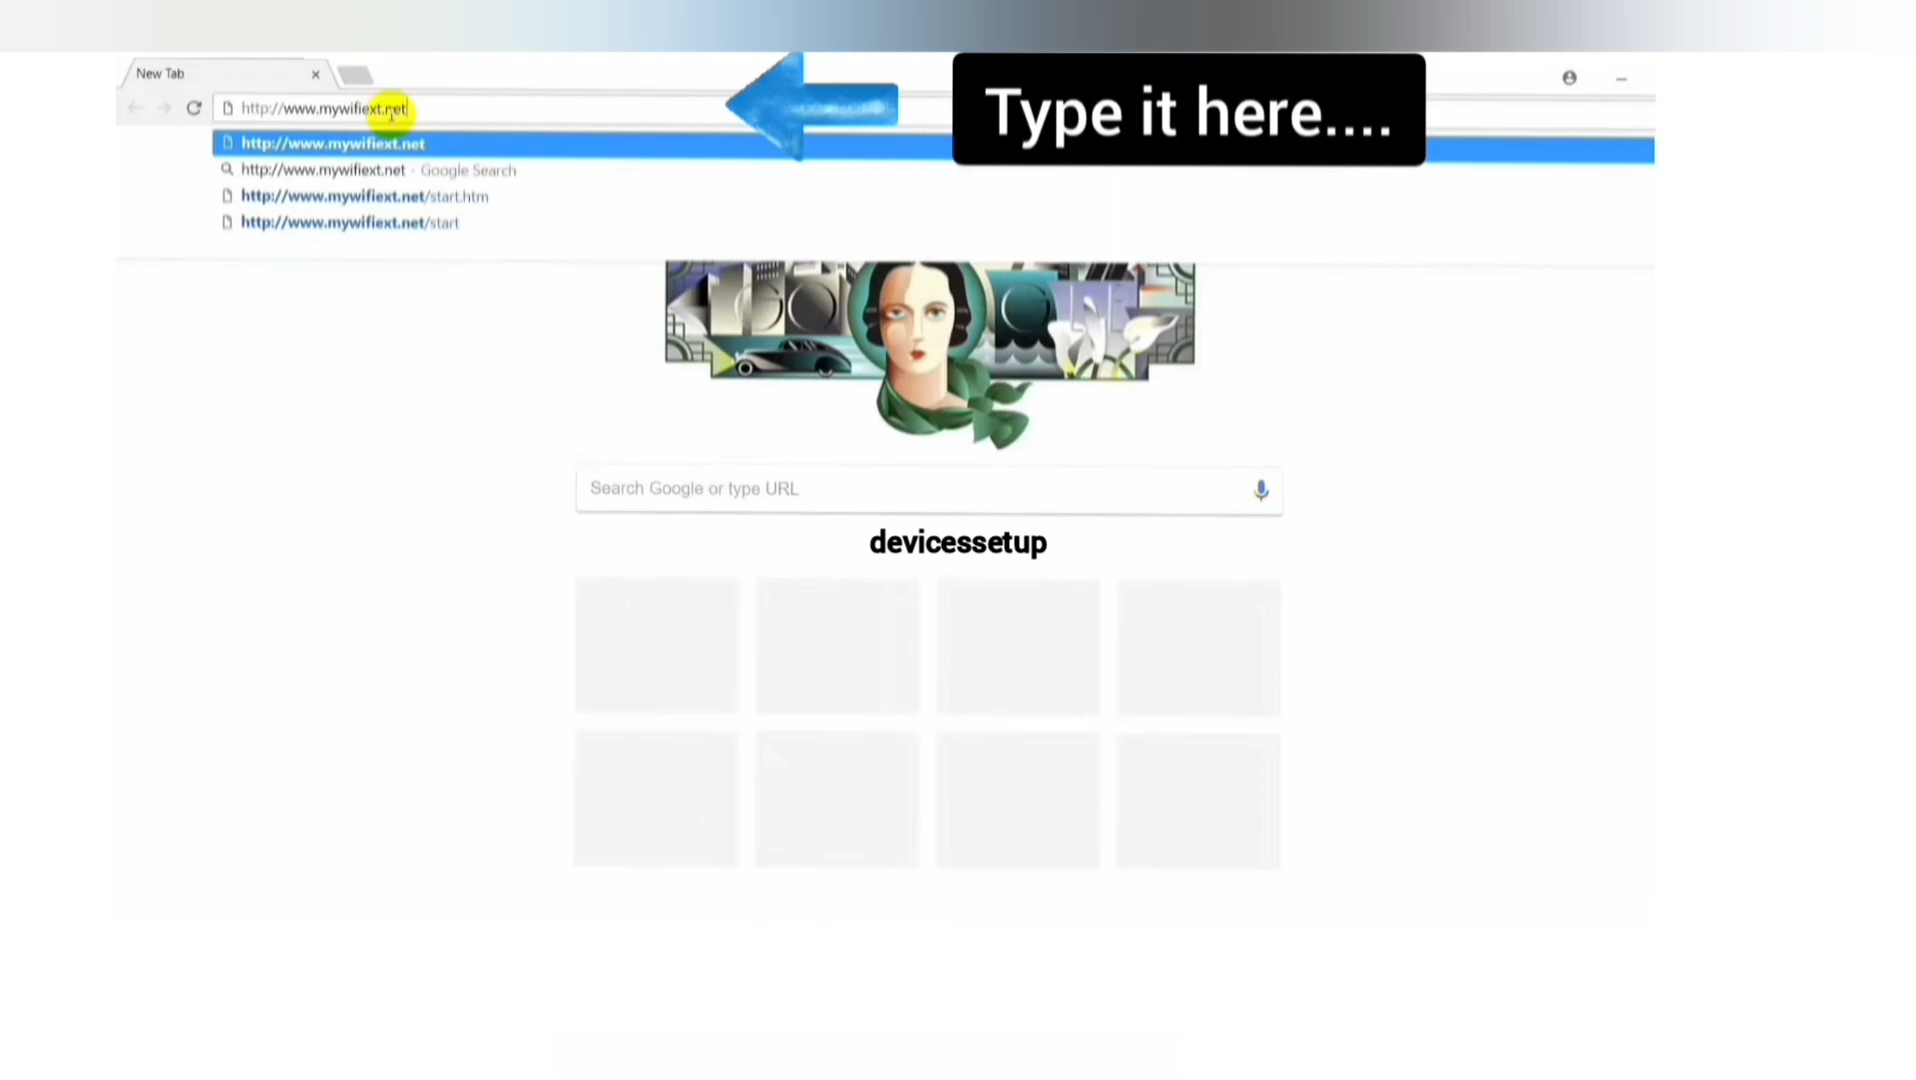 New Tab
http://www.mywifiext.net
Type it here....
http://www.mywifiext.net
http://www.mywifiext.net - Google Search
http://www.mywifiext.net/start.htm
http://www.mywifiext.net/start
Search Google or type URL
devicessetup